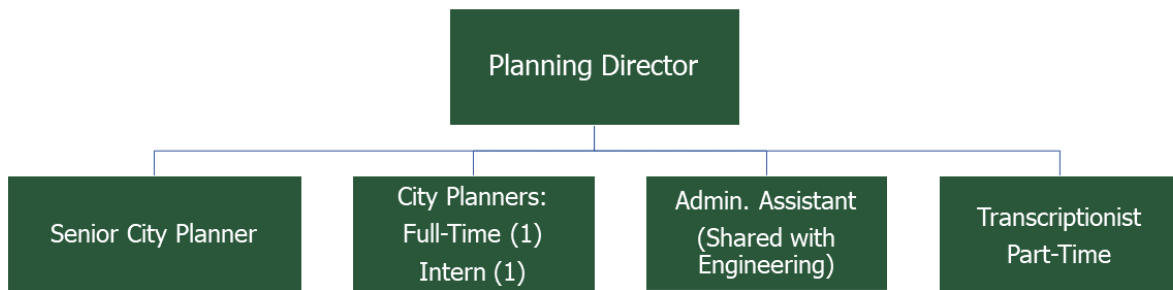 Planning Director
Senior City Planner
City Planners:
Full-Time (1)
Intern (1)
Admin. Assistant
(Shared with
Engineering)
Transcriptionist
Part-Time